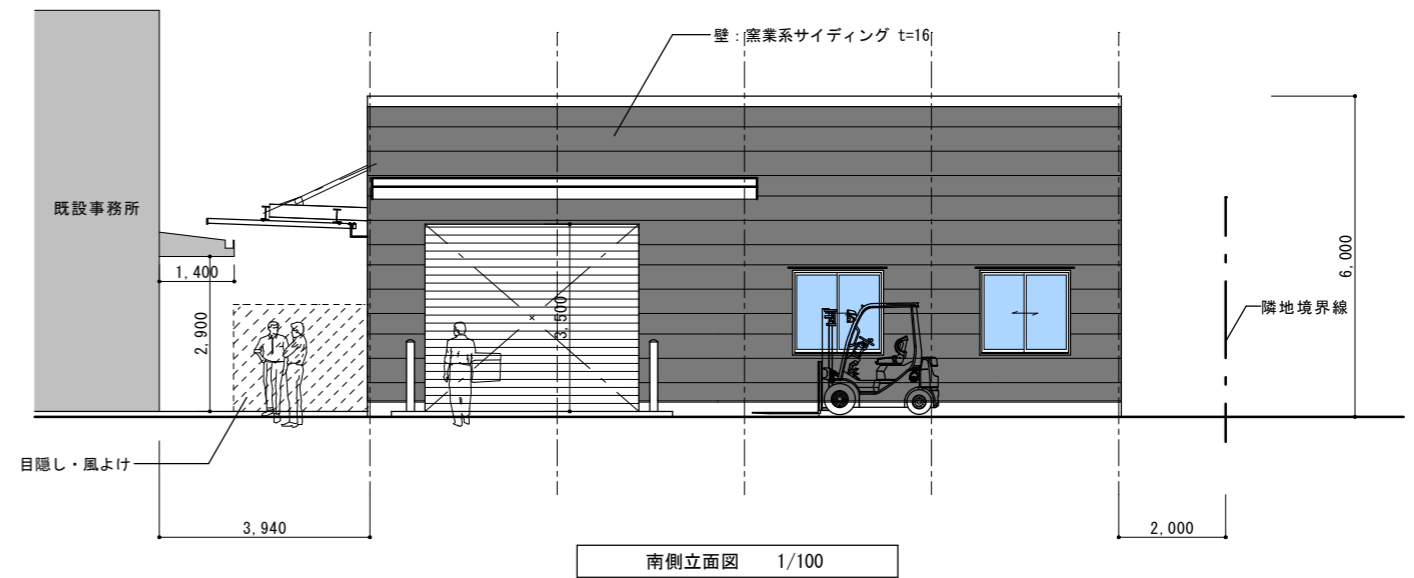 壁：窯業系サイディング t=16
既設事務所
1,400
2,900
3,500
6,000
隣地境界線
目隠し・風よけ
3,940
2,000
南側立面図 1/100